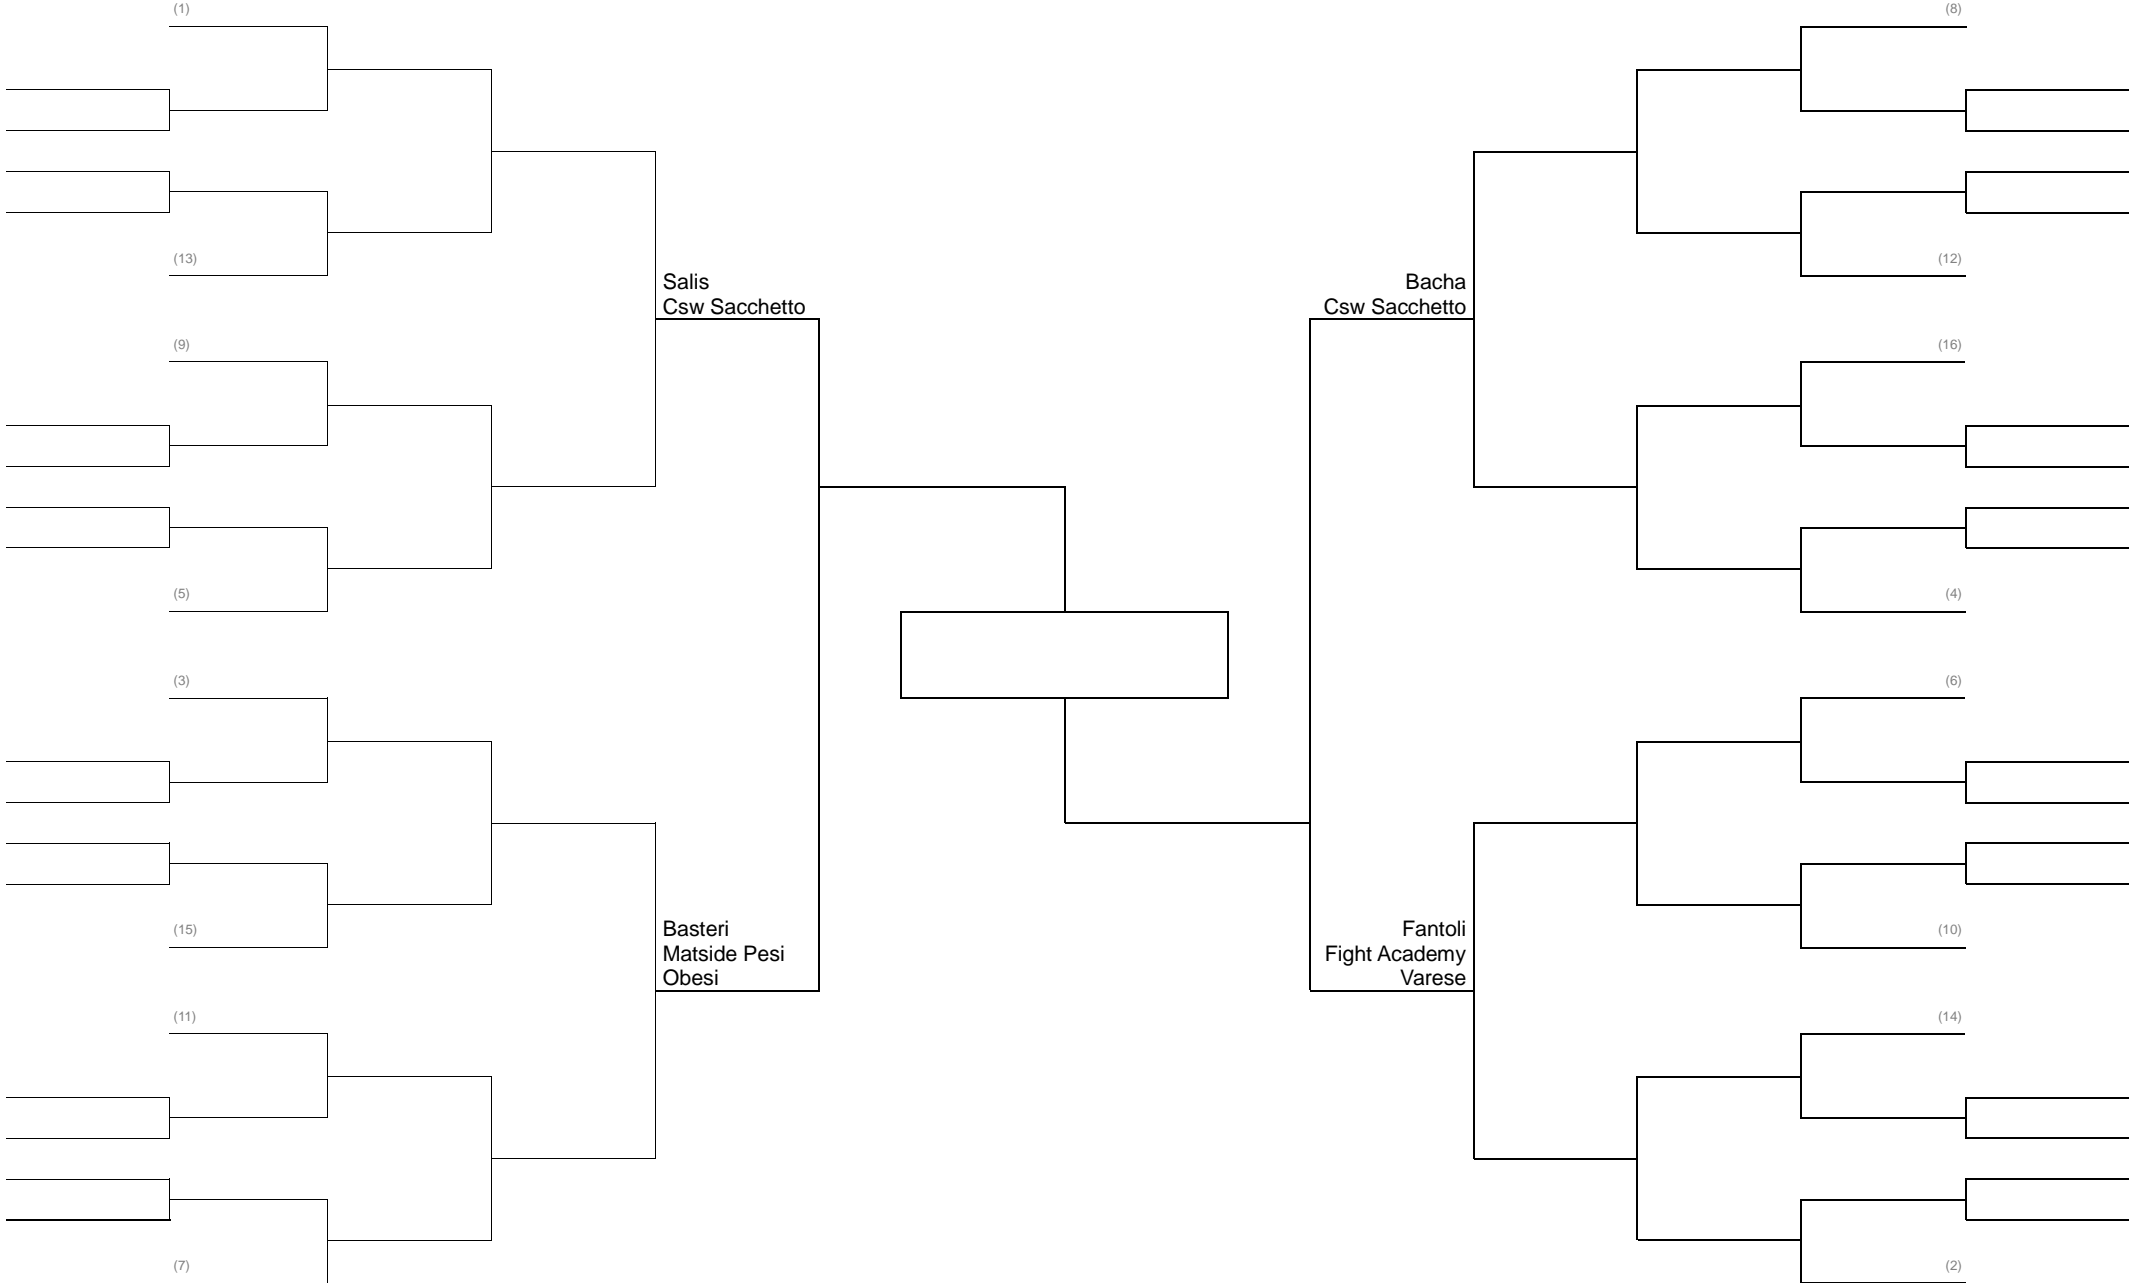 (1)
(13)
(9)
(5)
(3)
(15)
(11)
(7)
Salis
Csw Sacchetto
Basteri
Matside Pesi
Obesi
Bacha
Csw Sacchetto
Fantoli
Fight Academy
Varese
(8)
(12)
(16)
(4)
(6)
(10)
(14)
(2)